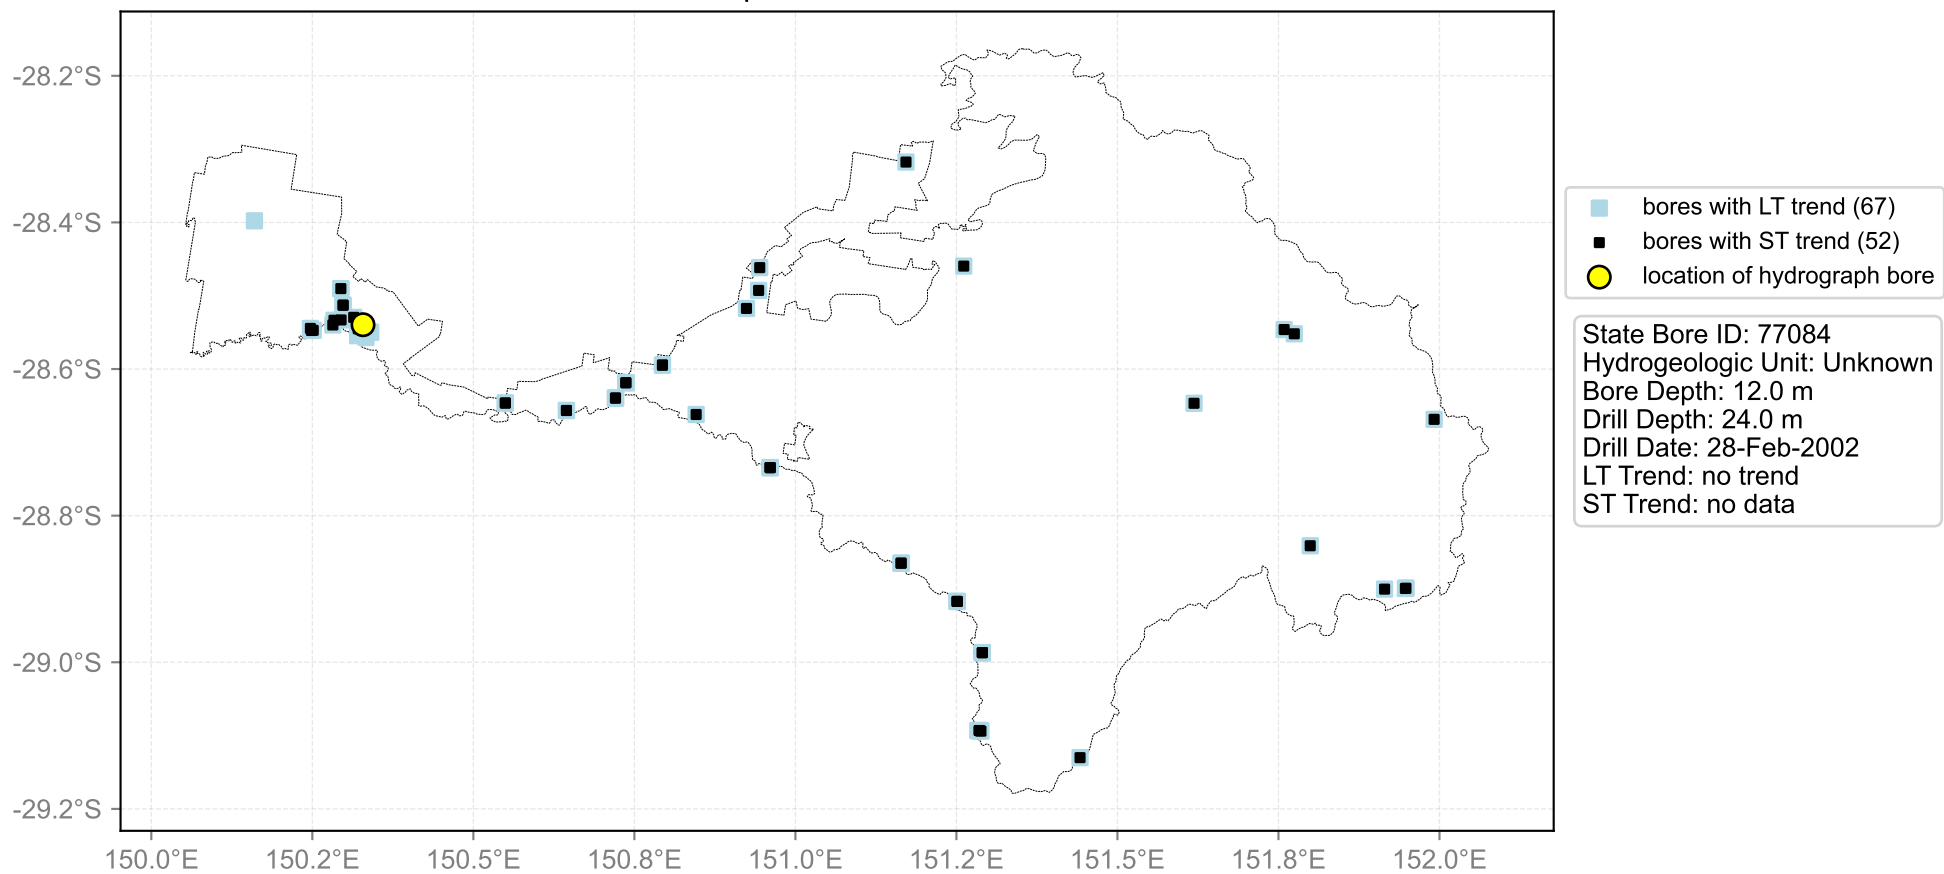 -28.2°S
-28.4°S
-28.6°S
-28.8°S
-29.0°S
-29.2°S
150.0°E 150.2°E 150.5°E 150.8°E 151.0°E 151.2°E 151.5°E 151.8°E 152.0°E
bores with LT trend (67)
bores with ST trend (52)
location of hydrograph bore
State Bore ID: 77084
Hydrogeologic Unit: Unknown
Bore Depth: 12.0 m
Drill Depth: 24.0 m
Drill Date: 28-Feb-2002
LT Trend: no trend
ST Trend: no data